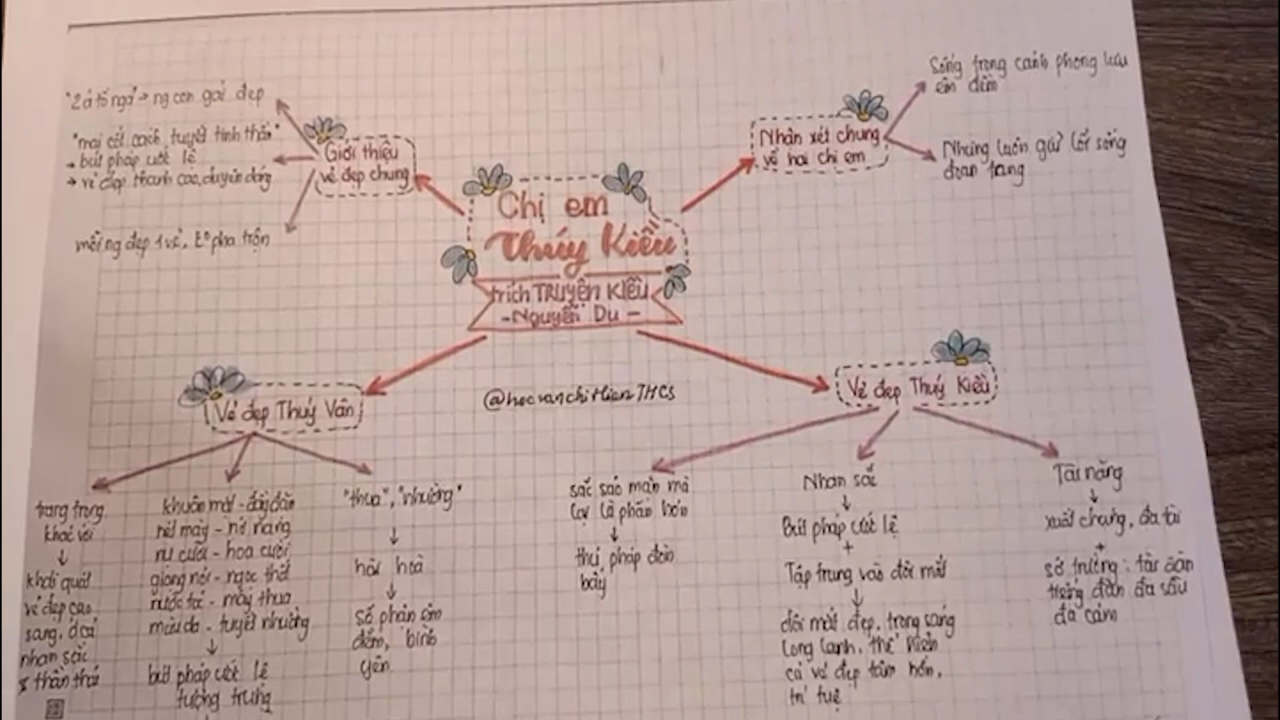 Chị em
Thúy Kiều
trích TRUYỆN KIỀU
- Nguyễn Du -
@hocvanchiHienTHCS
Giới thiệu
vẻ đẹp chung
"2 ả tố nga" → ng con gái đẹp
"mai cốt cách tuyết tinh thần"
→ bút pháp ước lệ
→ vẻ đẹp thanh cao, duyên dáng
mỗi ng đẹp 1 vẻ, pha trộn
Nhận xét chung
về hai chị em
Sống trong cảnh phong lưu
êm đềm
Nhưng luôn giữ lối sống
đoan trang
Vẻ đẹp Thúy Vân
trang trọng
khác vời
↓
khái quát
vẻ đẹp cao
sang, ở cả
nhan sắc
& thần thái
khuôn mặt - đầy đặn
nét mày - nở nang
nụ cười - hoa cười
giọng nói - ngọc thốt
nước tóc - mây thua
màu da - tuyết nhường
↓
bút pháp ước lệ
tượng trưng
"thua", "nhường"
↓
hài hoà
↓
số phận êm
đềm, bình
yên
Vẻ đẹp Thúy Kiều
sắc sảo mặn mà
lại là phần hơn
↓
thủ pháp đòn
bẩy
Nhan sắc
↓
Bút pháp ước lệ
+
Tập trung vào đôi mắt
↓
đôi mắt đẹp, trong sáng
long lanh, thể hiện
cả vẻ đẹp tâm hồn,
trí tuệ
Tài năng
↓
xuất chúng, đa tài
+
sở trường: tài đàn
tiếng đàn đa sầu
đa cảm